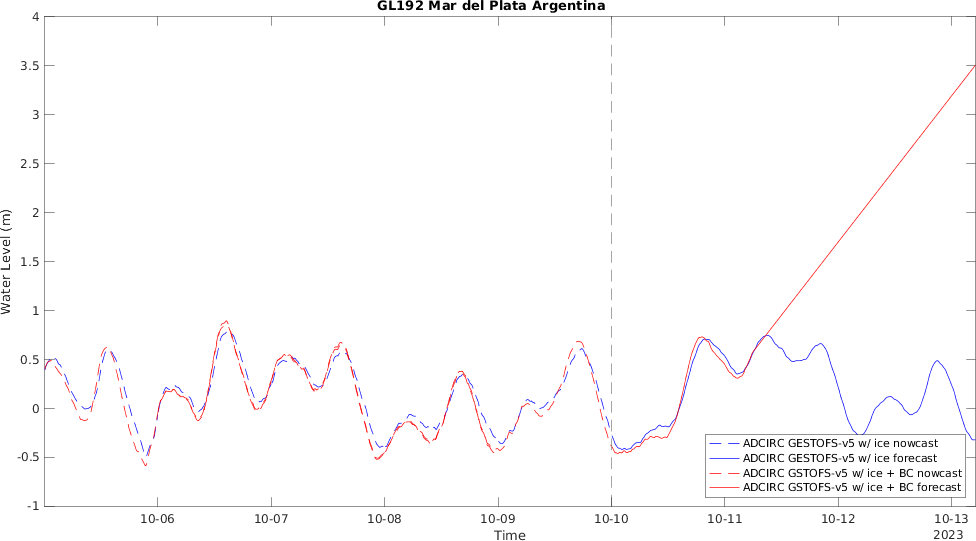 GL192 Mar del Plata Argentina
4
3.5
3
2.5
2
1.5
1
0.5
0
-0.5
-1
Water Level (m)
ADCIRC GESTOFS-v5 w/ ice nowcast
ADCIRC GESTOFS-v5 w/ ice forecast
ADCIRC GSTOFS-v5 w/ ice + BC nowcast
ADCIRC GSTOFS-v5 w/ ice + BC forecast
10-06 10-07 10-08 10-09 10-10 10-11 10-12 10-13
Time
2023